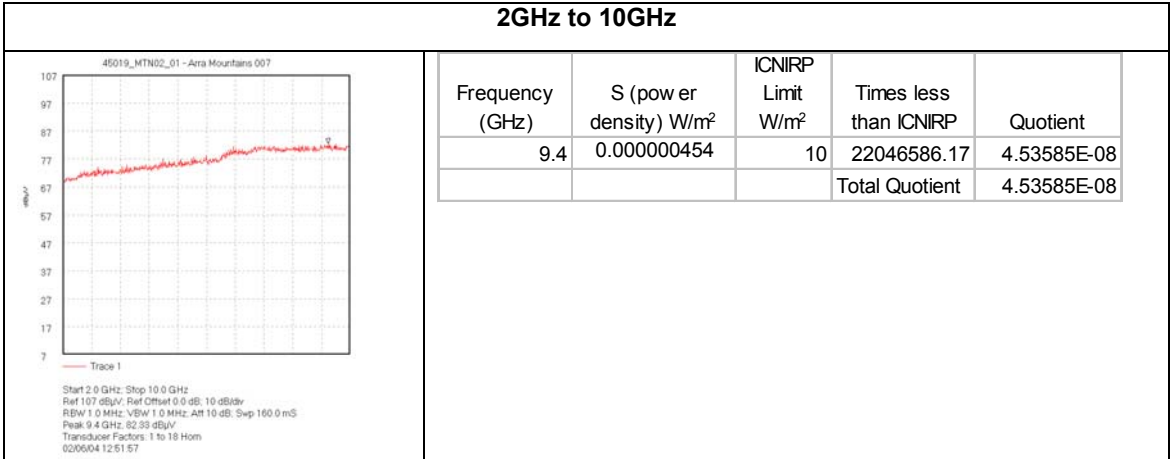 2GHz to 10GHz
45019_MTN02_01 - Arra Mountains 007
107
97
87
77
67
57
47
37
27
17
7
dBµV
Trace 1
Start 2.0 GHz; Stop 10.0 GHz
Ref 107 dBµV; Ref Offset 0.0 dB; 10 dB/div
RBW 1.0 MHz; VBW 1.0 MHz; Att 10 dB; Swp 160.0 mS
Peak 9.4 GHz, 82.33 dBµV
Transducer Factors: 1 to 18 Horn
02/06/04 12:51:57
Frequency (GHz) S (pow er density) W/m² ICNIRP Limit W/m² Times less than ICNIRP Quotient
9.4 0.000000454 10 22046586.17 4.53585E-08
Total Quotient 4.53585E-08